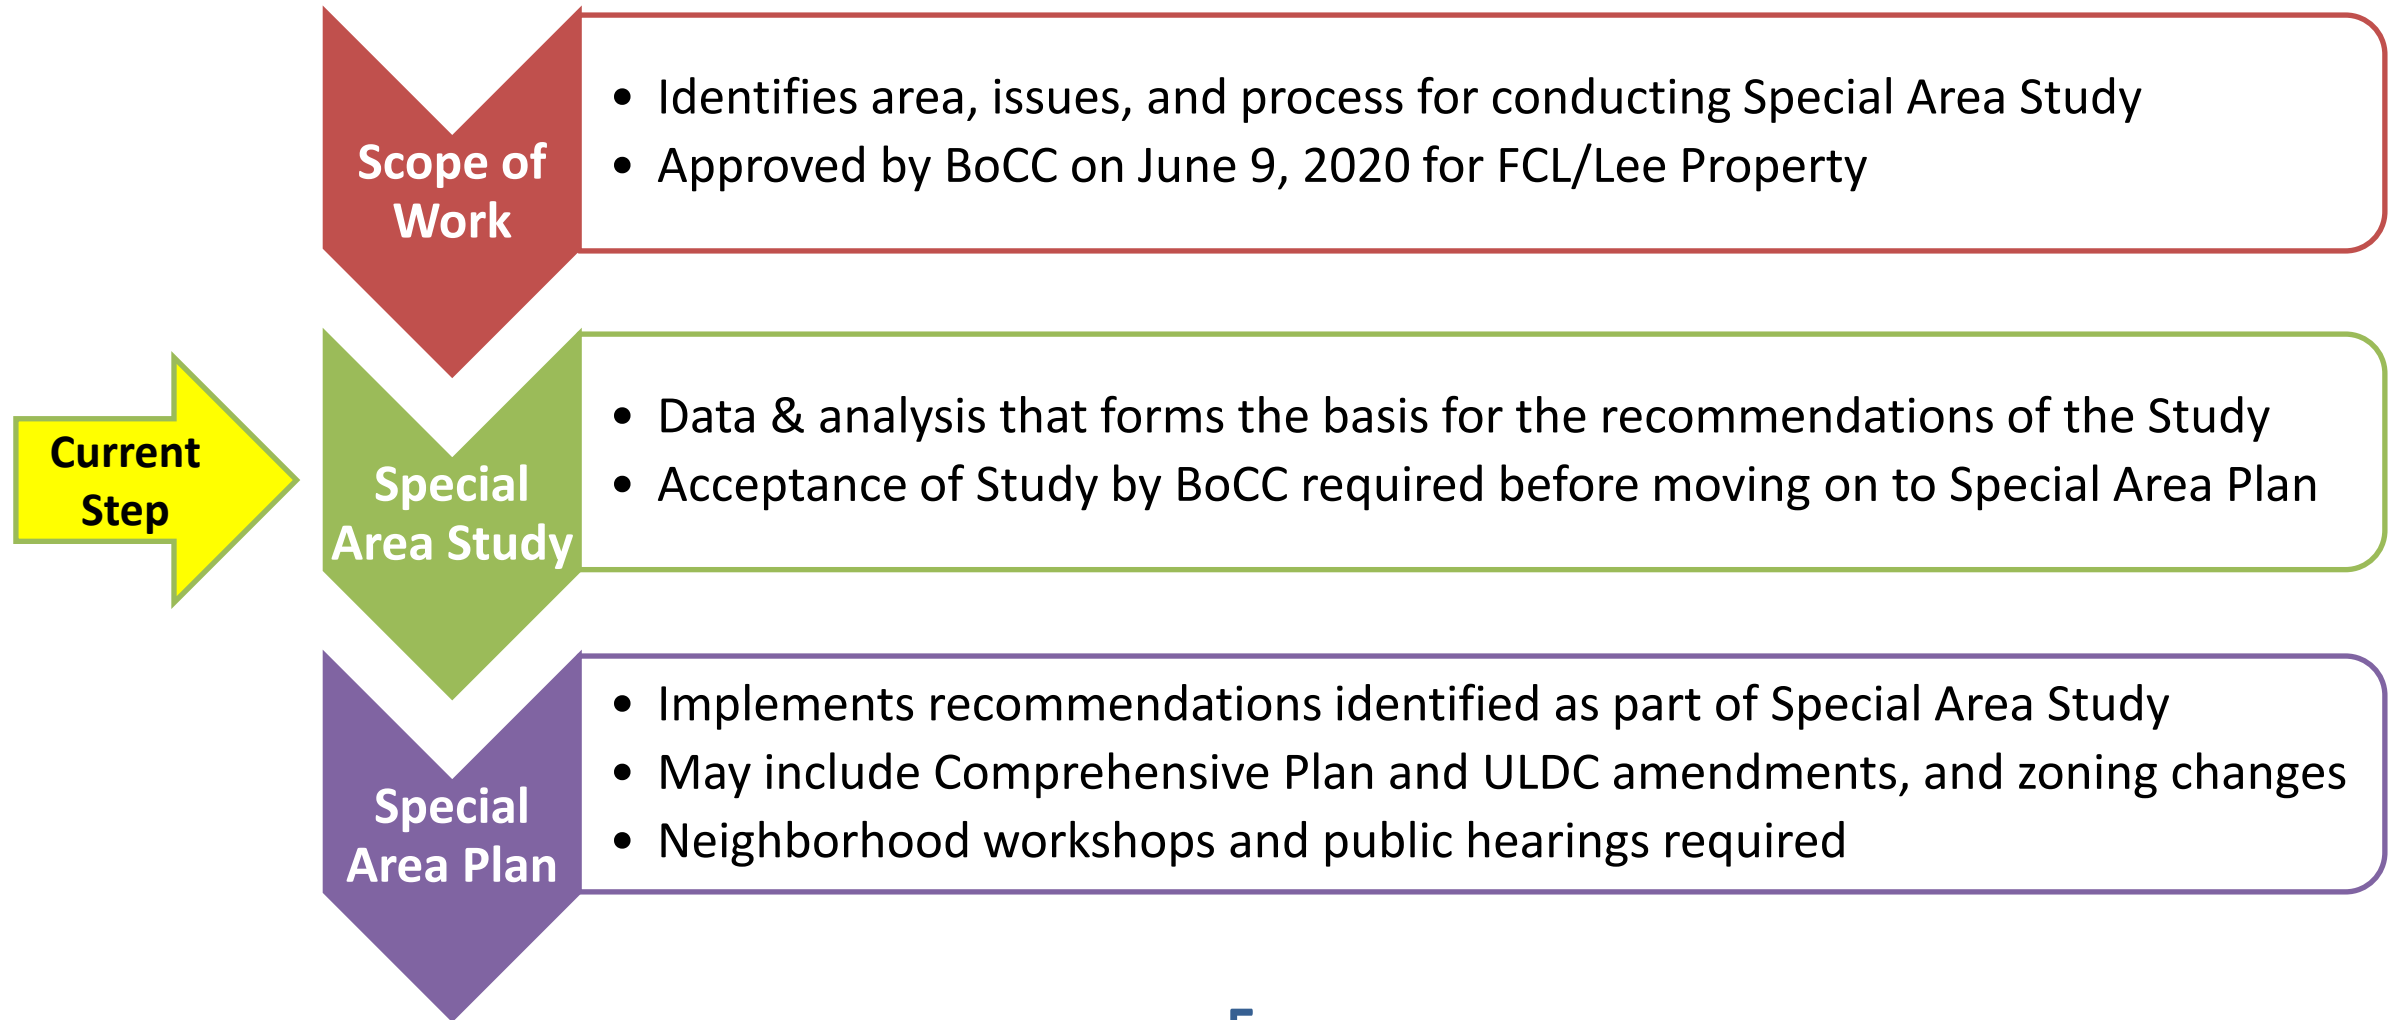 Scope of
Work
• Identifies area, issues, and process for conducting Special Area Study
• Approved by BoCC on June 9, 2020 for FCL/Lee Property
Current
Step
Special
Area Study
• Data & analysis that forms the basis for the recommendations of the Study
• Acceptance of Study by BoCC required before moving on to Special Area Plan
Special
Area Plan
• Implements recommendations identified as part of Special Area Study
• May include Comprehensive Plan and ULDC amendments, and zoning changes
• Neighborhood workshops and public hearings required